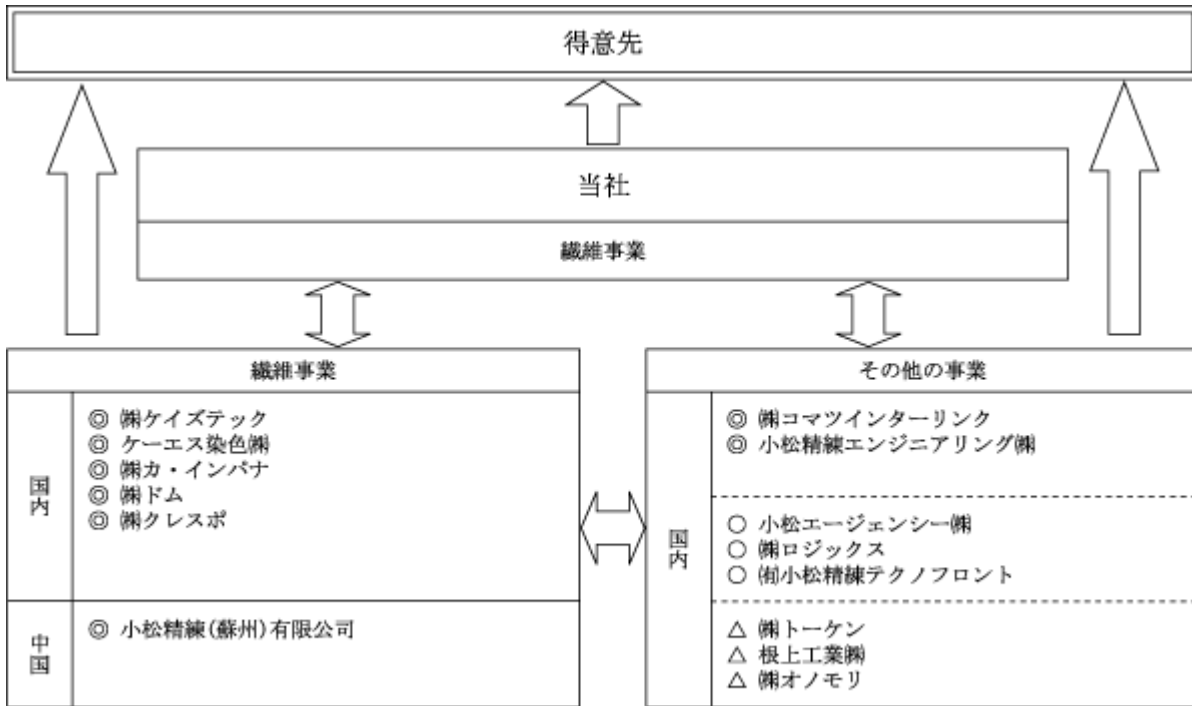 得意先
当社
繊維事業
繊維事業
国内
◎ ㈱ケイズテック
◎ ケーエス染色㈱
◎ ㈱カ・インパナ
◎ ㈱ドム
◎ ㈱クレスポ
中国
◎ 小松精練(蘇州)有限公司
その他の事業
国内
◎ ㈱コマツインターリンク
◎ 小松精練エンジニアリング㈱
○ 小松エージェンシー㈱
○ ㈱ロジックス
○ ㈲小松精練テクノフロント
△ ㈱トーケン
△ 根上工業㈱
△ ㈱オノモリ